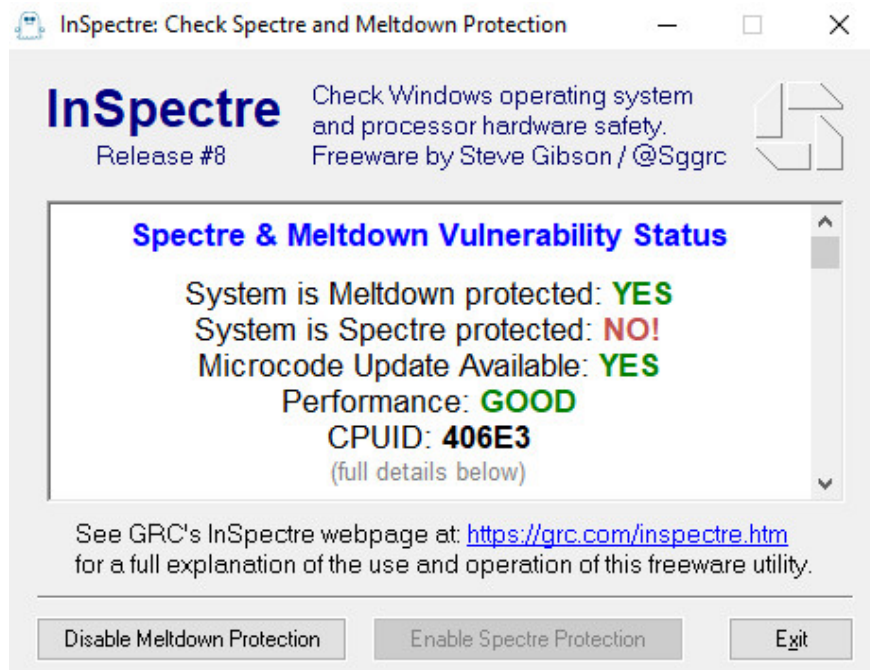 InSpectre: Check Spectre and Meltdown Protection
InSpectre
Release #8
Check Windows operating system
and processor hardware safety.
Freeware by Steve Gibson / @Sggrc
Spectre & Meltdown Vulnerability Status
System is Meltdown protected: YES
System is Spectre protected: NO!
Microcode Update Available: YES
Performance: GOOD
CPUID: 406E3
(full details below)
See GRC's InSpectre webpage at: https://grc.com/inspectre.htm
for a full explanation of the use and operation of this freeware utility.
Disable Meltdown Protection
Enable Spectre Protection
Exit